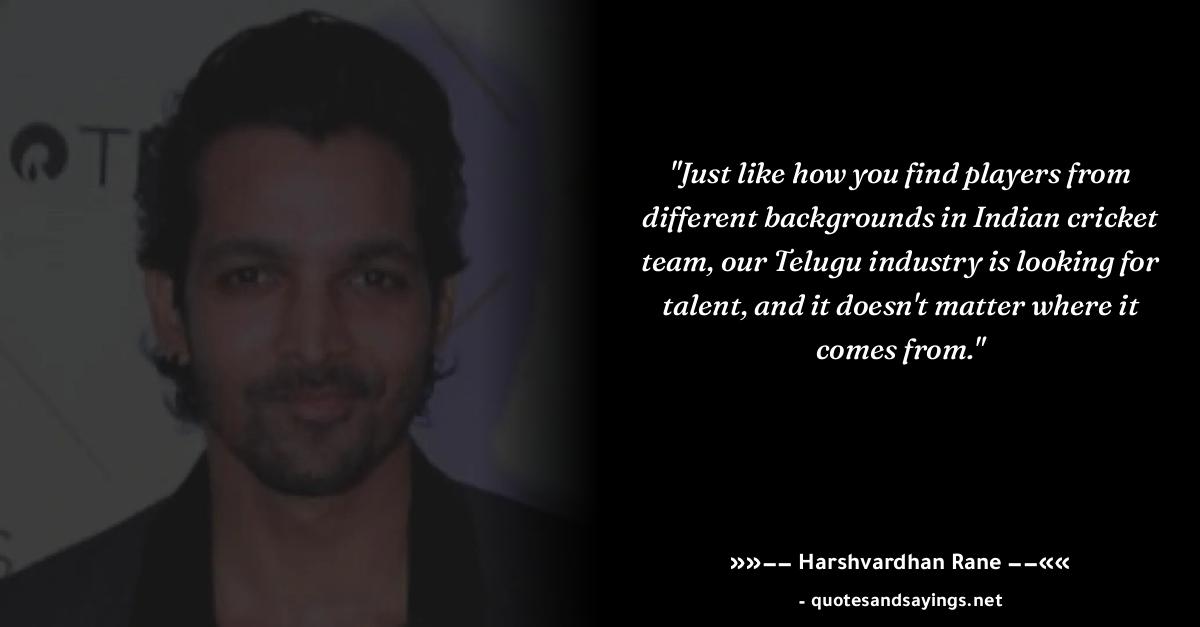 T
"Just like how you find players from
different backgrounds in Indian cricket
team, our Telugu industry is looking for
talent, and it doesn't matter where it
comes from."
»»−− Harshvardhan Rane −−««
- quotesandsayings.net